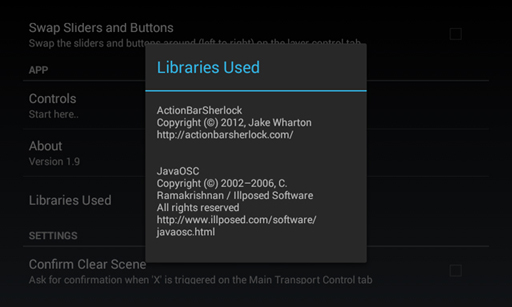 Swap Sliders and Buttons
Swap the sliders and buttons around (left to right) on the layer control tab
APP
Libraries Used
Controls
Start here..
ActionBarSherlock
Copyright (©) 2012, Jake Wharton
http://actionbarsherlock.com/
About
Version 1.9
JavaOSC
Copyright (©) 2002–2006, C.
Ramakrishnan / Illposed Software
All rights reserved
http://www.illposed.com/software/
javaosc.html
Libraries Used
SETTINGS
Confirm Clear Scene
Ask for confirmation when 'X' is triggered on the Main Transport Control tab